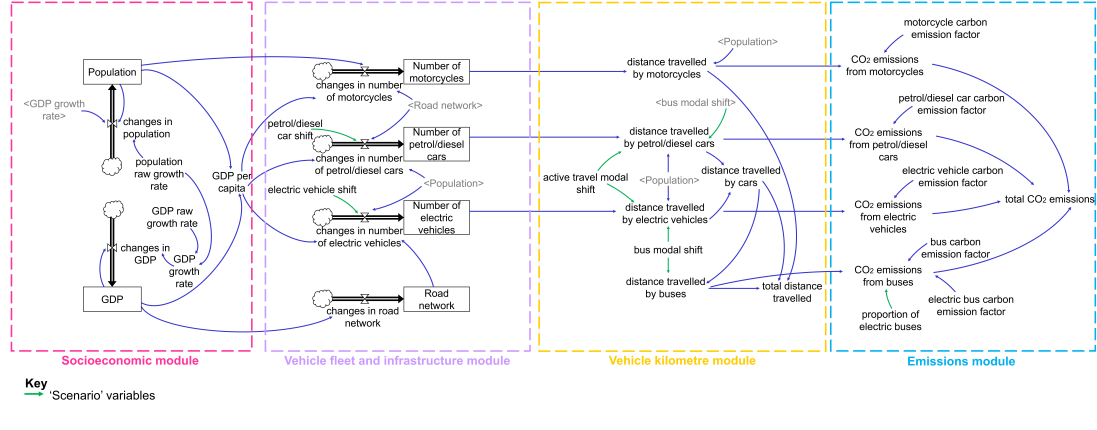 Population
<GDP growth
rate>
changes in
population
population
raw growth
rate
GDP raw
growth rate
changes in
GDP
GDP
growth
rate
GDP
GDP per
capita
Socioeconomic module
Number of
motorcycles
changes in number
of motorcycles
<Road network>
petrol/diesel
car shift
Number of
petrol/diesel
cars
changes in number
of petrol/diesel cars
<Population>
electric vehicle shift
Number of
electric
vehicles
changes in number
of electric vehicles
Road
network
changes in road
network
Vehicle fleet and infrastructure module
<Population>
distance travelled
by motorcycles
<bus modal shift>
distance travelled
by petrol/diesel cars
active travel modal
shift
<Population>
distance travelled
by cars
distance travelled
by electric vehicles
bus modal shift
distance travelled
by buses
total distance
travelled
Vehicle kilometre module
motorcycle carbon
emission factor
CO2 emissions
from motorcycles
petrol/diesel car carbon
emission factor
CO2 emissions
from petrol/diesel
cars
electric vehicle carbon
emission factor
total CO2 emissions
CO2 emissions
from electric
vehicles
bus carbon
emission factor
CO2 emissions
from buses
electric bus carbon
emission factor
proportion of
electric buses
Emissions module
Key
'Scenario' variables